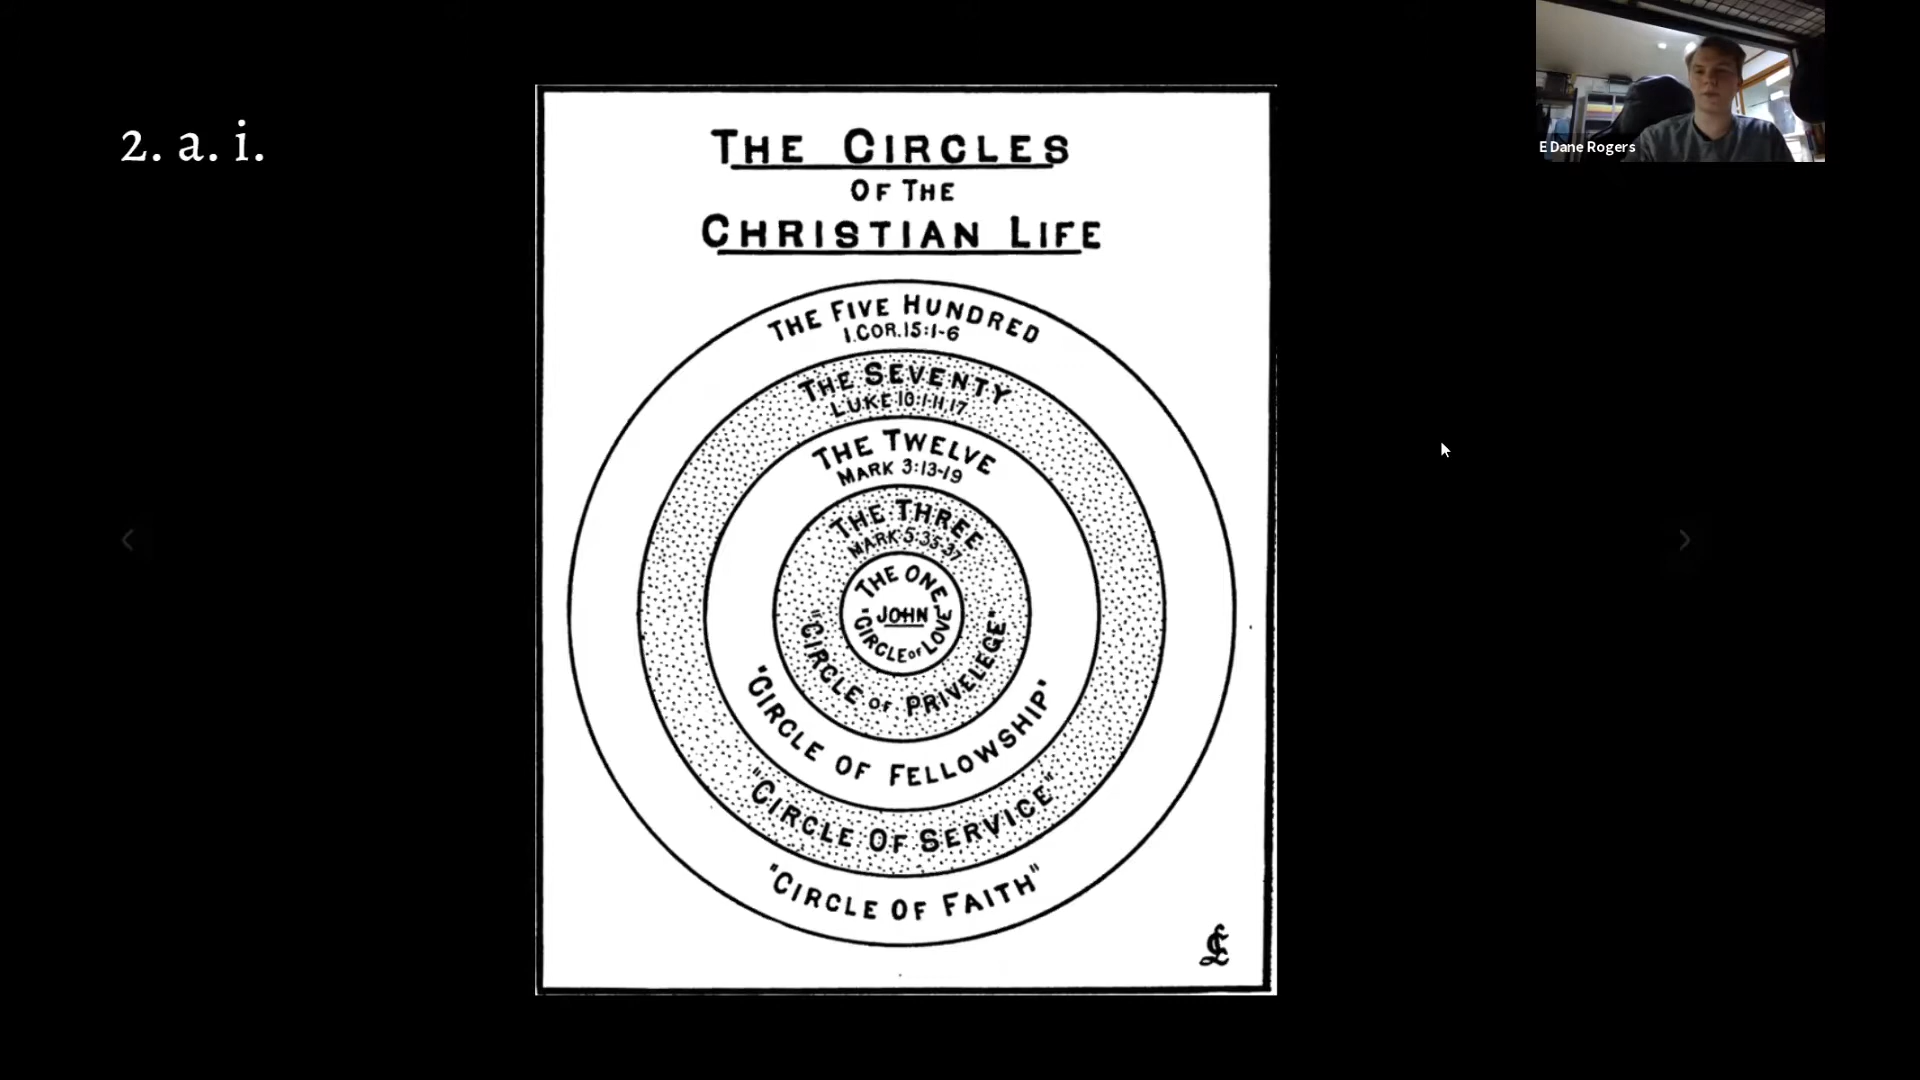 2. a. i.
THE CIRCLES
OF THE
CHRISTIAN LIFE
THE FIVE HUNDRED
1.COR.15:1-6
THE SEVENTY
LUKE 10:1-11,17
THE TWELVE
MARK 3:13-19
THE THREE
MARK 5:35-37
THE ONE,
JOHN
"CIRCLE OF LOVE"
"CIRCLE OF PRIVELEGE"
"CIRCLE OF FELLOWSHIP"
"CIRCLE OF SERVICE"
"CIRCLE OF FAITH"
E Dane Rogers